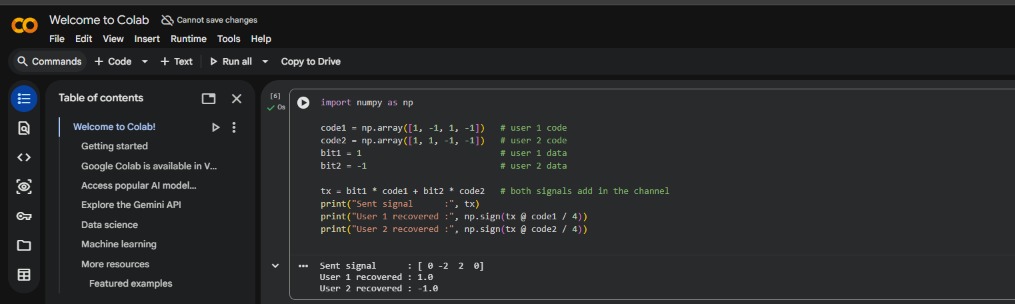 Welcome to Colab
Cannot save changes
File Edit View Insert Runtime Tools Help
Commands + Code + Text Run all Copy to Drive
Table of contents
Welcome to Colab!
Getting started
Google Colab is available in V...
Access popular AI model...
Explore the Gemini API
Data science
Machine learning
More resources
Featured examples
[6]
0s
import numpy as np
code1 = np.array([1, -1, 1, -1]) # user 1 code
code2 = np.array([1, 1, -1, -1]) # user 2 code
bit1 = 1 # user 1 data
bit2 = -1 # user 2 data
tx = bit1 * code1 + bit2 * code2 # both signals add in the channel
print("Sent signal :", tx)
print("User 1 recovered :", np.sign(tx @ code1 / 4))
print("User 2 recovered :", np.sign(tx @ code2 / 4))
Sent signal : [ 0 -2 2 0]
User 1 recovered : 1.0
User 2 recovered : -1.0